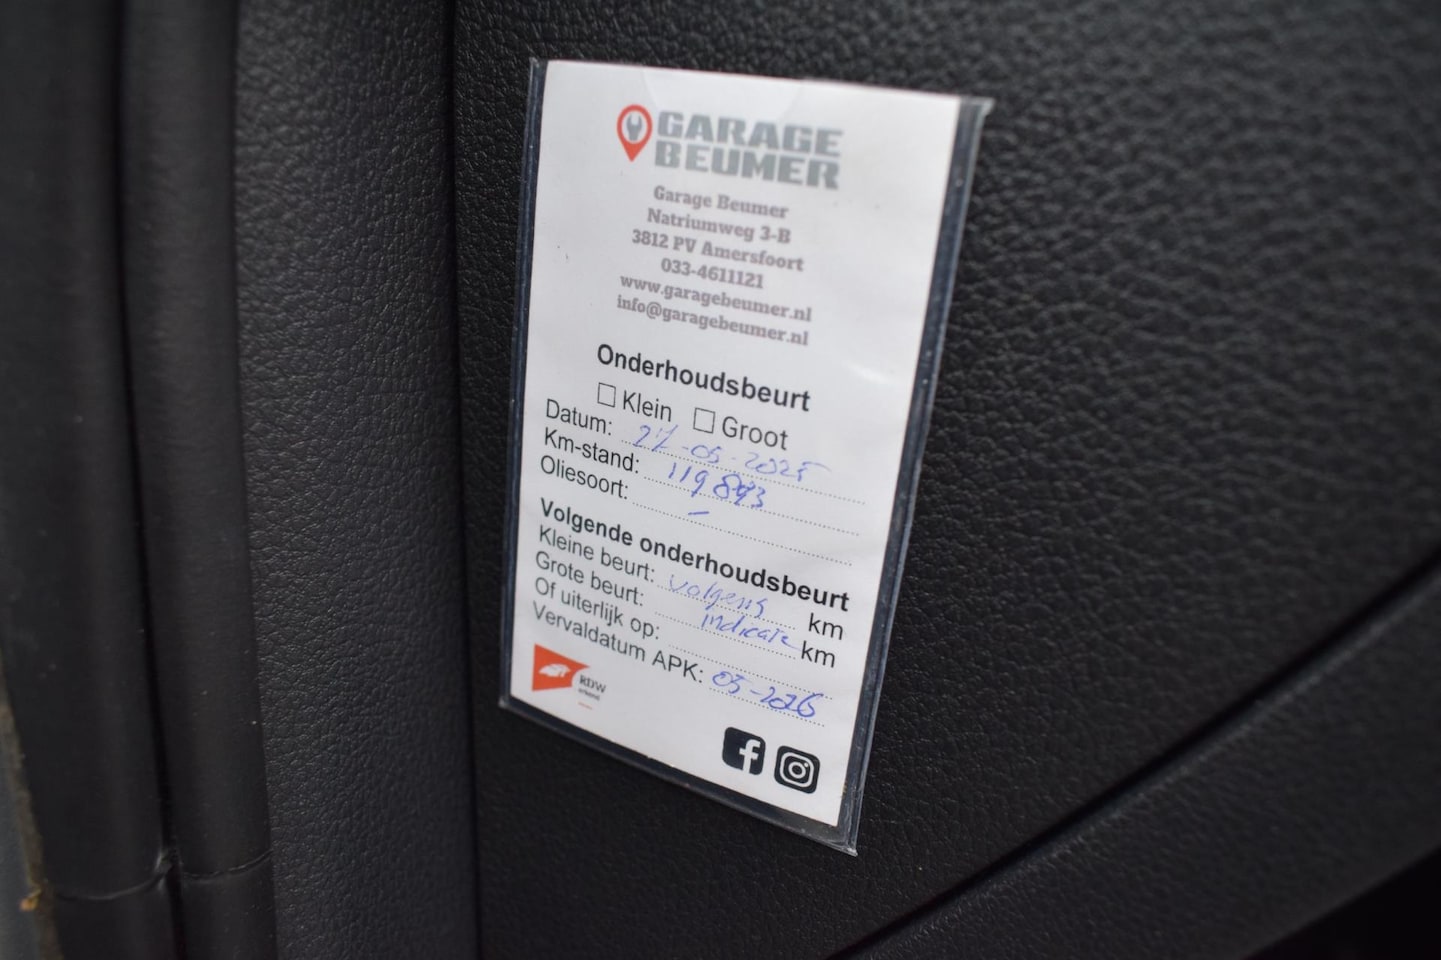 GARAGE
BEUMER
Garage Beumer
Natriumweg 3-B
3812 PV Amersfoort
033-4611121
www.garagebeumer.nl
info@garagebeumer.nl
Onderhoudsbeurt
☐ Klein ☐ Groot
Datum: 27-05-2025
Km-stand: 119893
Oliesoort: –
Volgende onderhoudsbeurt
Kleine beurt: volgens km
Grote beurt: indicatie km
Of uiterlijk op:
Vervaldatum APK: 05-2026
RDW
erkend